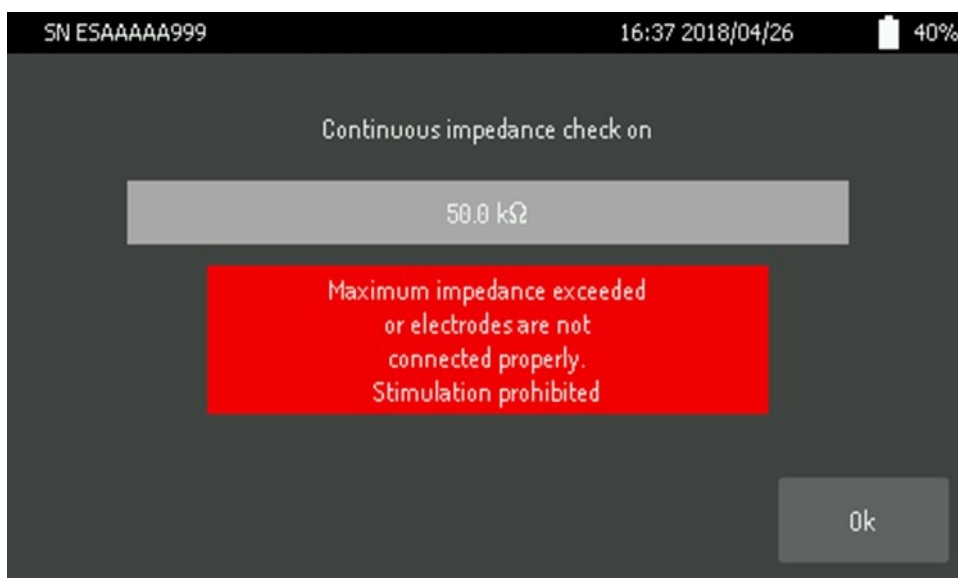 SN ESAAAAA999 16:37 2018/04/26 40%
Continuous impedance check on
50.0 kΩ
Maximum impedance exceeded
or electrodes are not
connected properly.
Stimulation prohibited
Ok